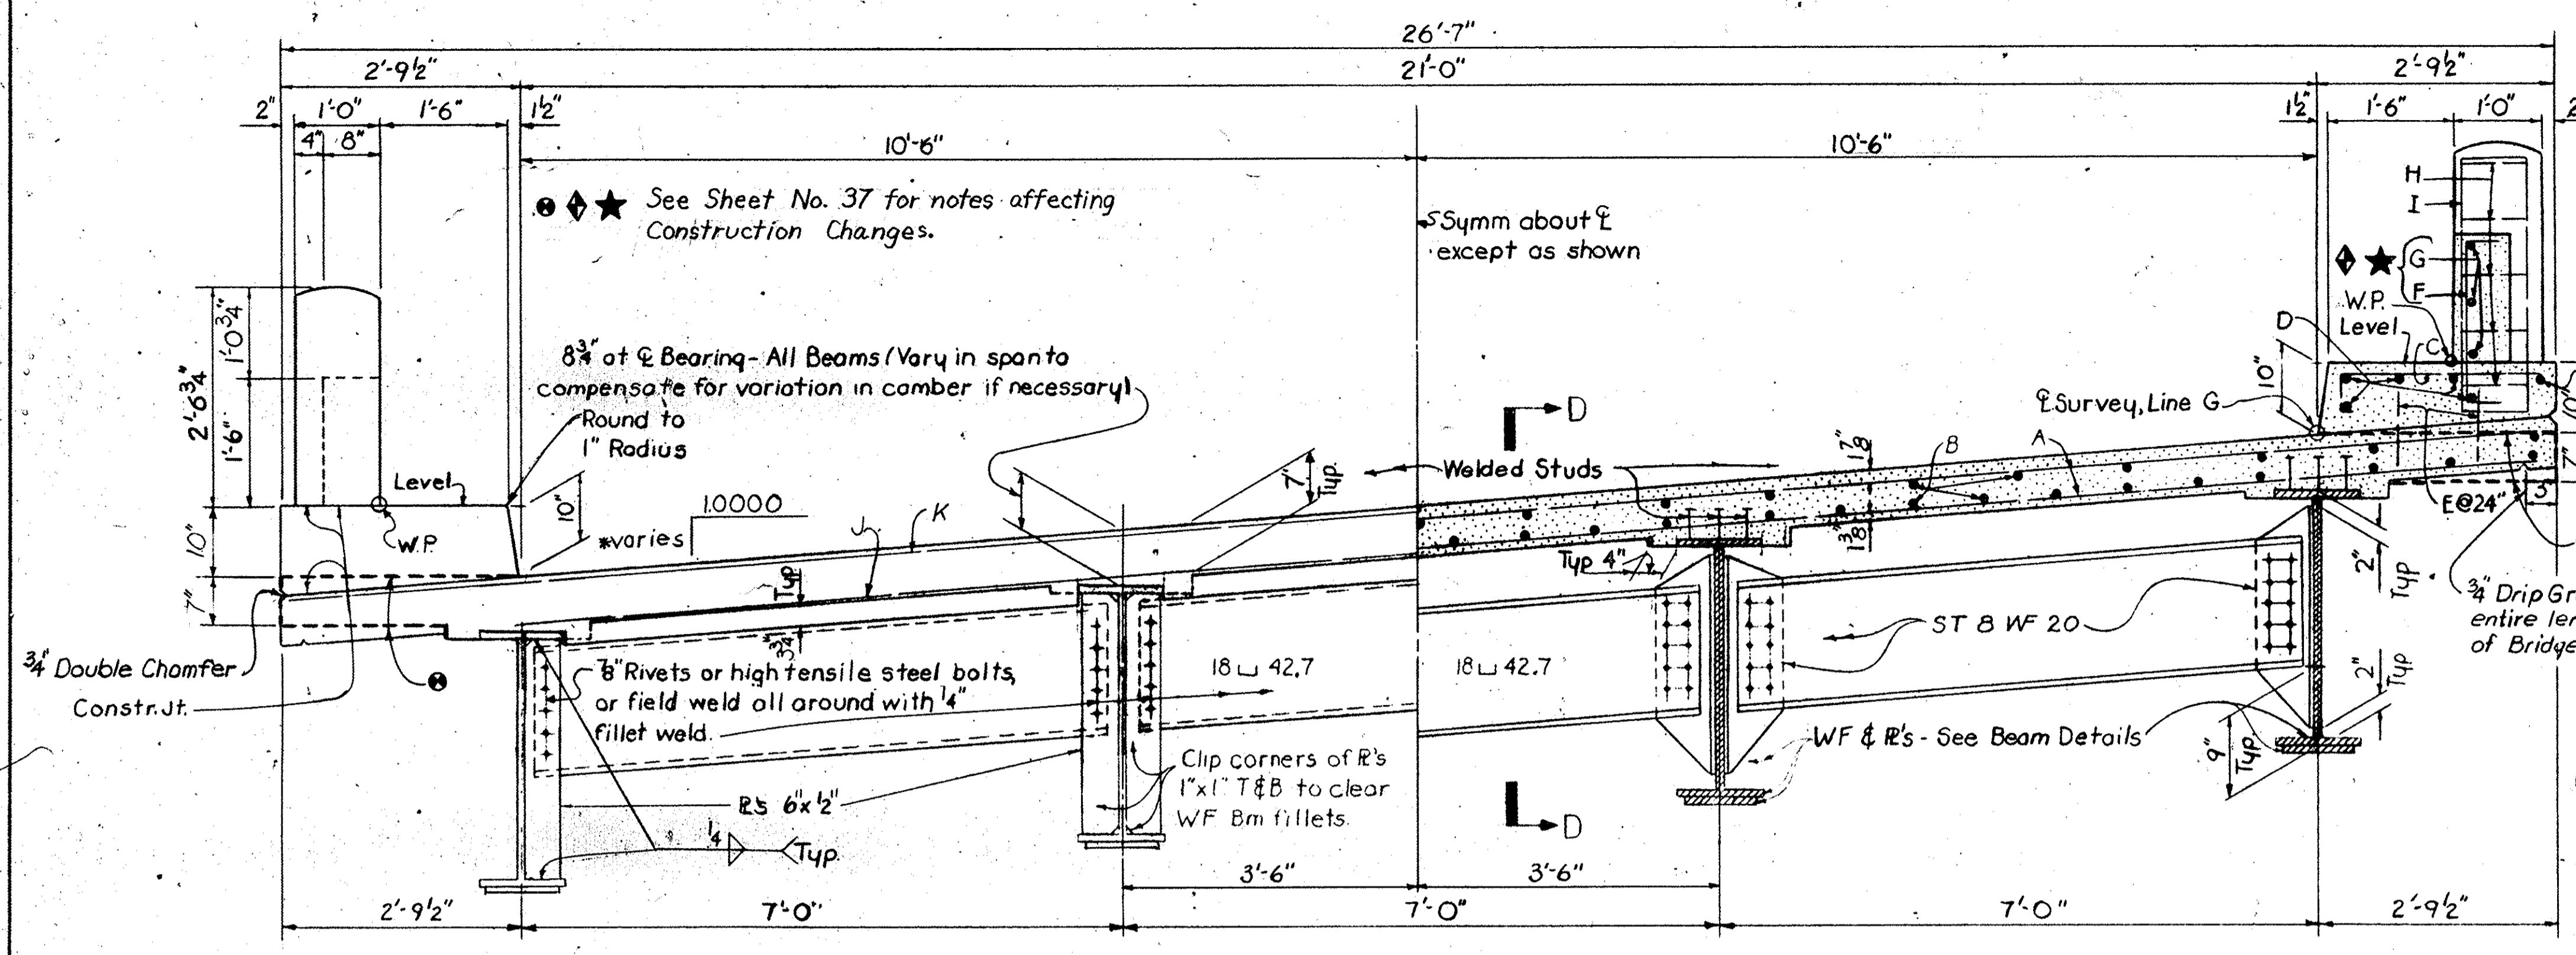 26'-7"
2'-9½" 21'-0" 2'-9½"
2" 1'-0" 1'-6" 1½" 1½" 1'-6" 1'-0"
4" 8"
10'-6" 10'-6"
See Sheet No. 37 for notes affecting
Construction Changes.
Symm about ℄
except as shown
H
I
G
F
W.P.
Level
D
C
10"
℄ Survey, Line G
2'-6¾"
1'-0¾"
1'-6"
8¾" at ℄ Bearing - All Beams (Vary in span to
compensate for variation in camber if necessary)
Round to
1" Radius
Level
W.P.
10"
*varies
1.0000
J
K
7"
Typ.
D
Welded Studs
1⅞"
B
A
E@24"
3"
10"
7"
10"
7"
Typ
¾"
Typ 4"
1⅜"
2"
Typ
¾" Drip Gr
entire len
of Bridge
¾" Double Chamfer
Constr. Jt.
⅞" Rivets or high tensile steel bolts,
or field weld all around with ¼"
fillet weld.
18 ⊔ 42.7
18 ⊔ 42.7
ST 8 WF 20
2"
Typ
WF & ℞'s - See Beam Details
9"
Typ.
Clip corners of ℞'s
1"x1" T&B to clear
WF Bm fillets.
℞s 6"x½"
¼
Typ.
D
3'-6" 3'-6"
2'-9½" 7'-0" 7'-0" 7'-0" 2'-9½"